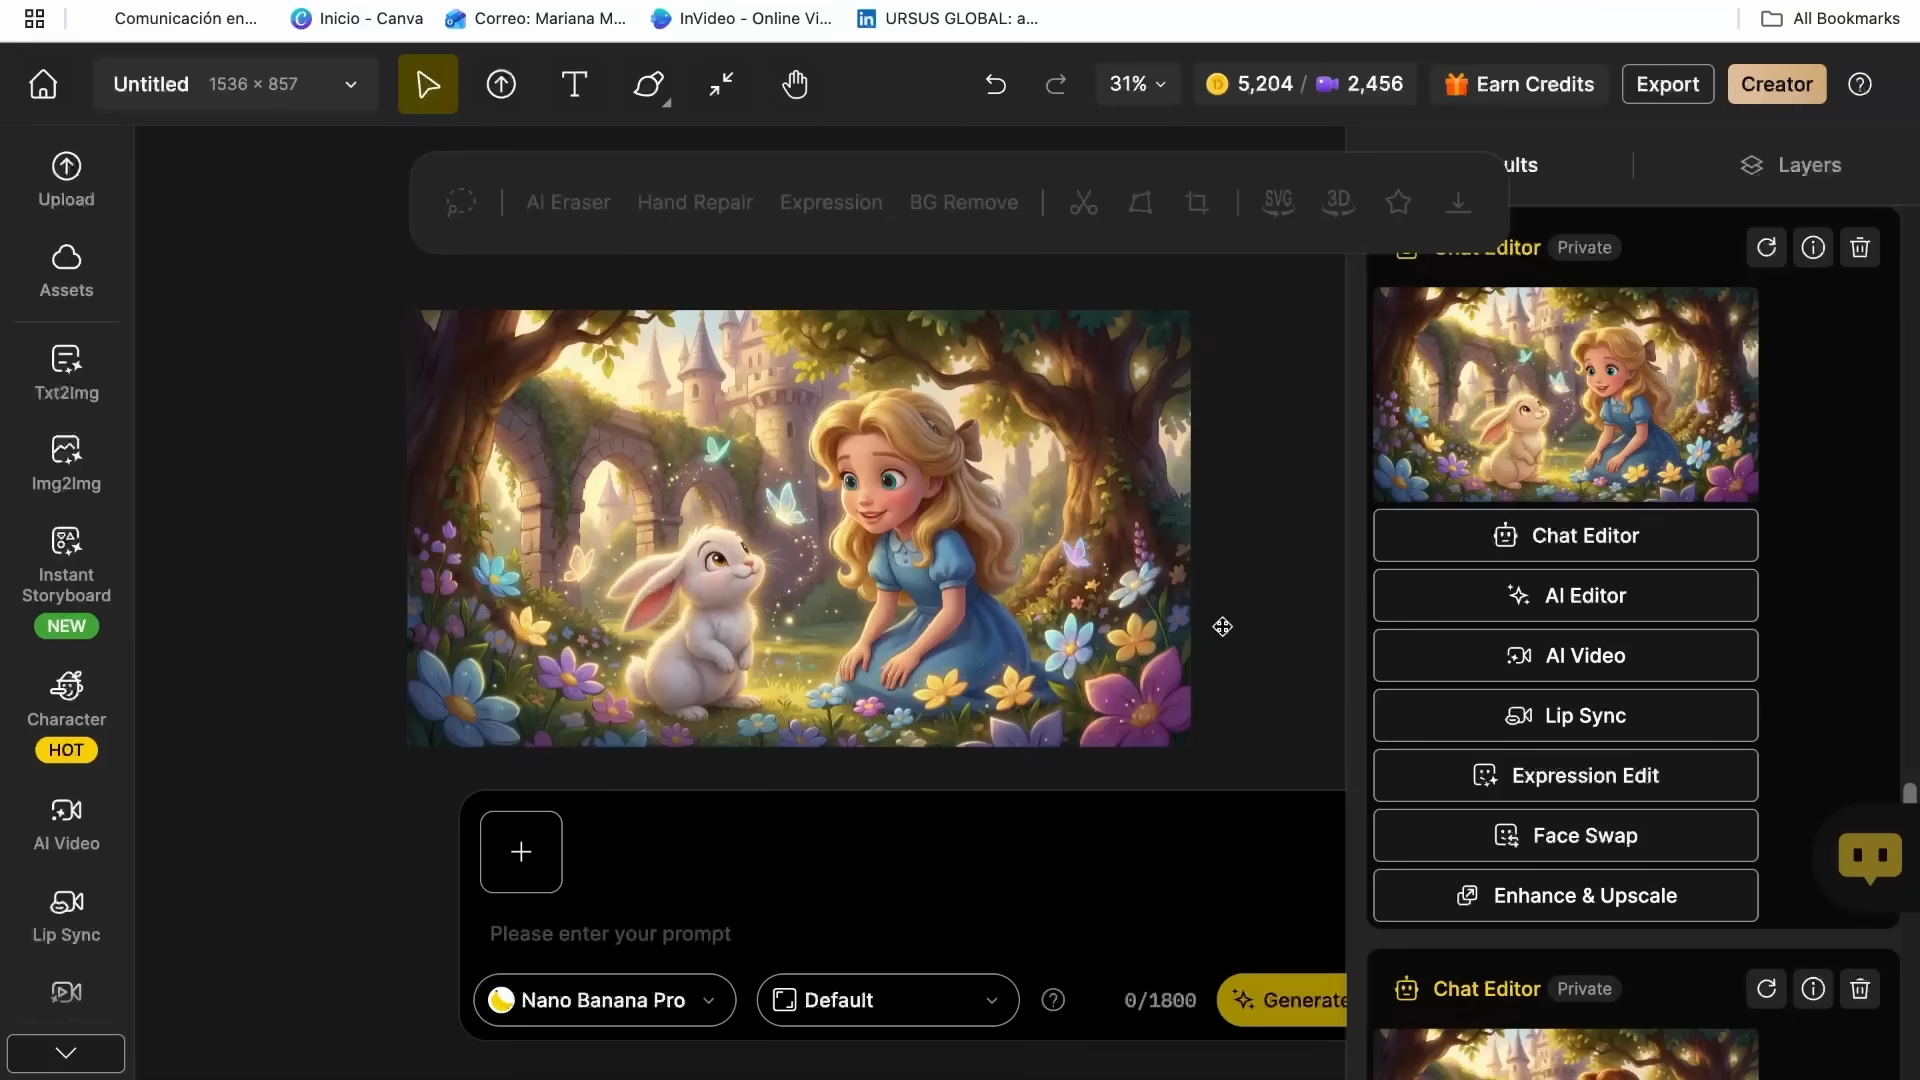 Comunicación en...
Inicio - Canva
Correo: Mariana M...
InVideo - Online Vi...
URSUS GLOBAL: a...
All Bookmarks
Untitled 1536 × 857
31%
5,204 / 2,456
Earn Credits
Export
Creator
Upload
Assets
Txt2Img
Img2Img
Instant
Storyboard
NEW
Character
HOT
AI Video
Lip Sync
AI Eraser
Hand Repair
Expression
BG Remove
SVG
3D
Layers
Private
Chat Editor
AI Editor
AI Video
Lip Sync
Expression Edit
Face Swap
Enhance & Upscale
Chat Editor Private
Please enter your prompt
Nano Banana Pro
Default
0/1800
Generate